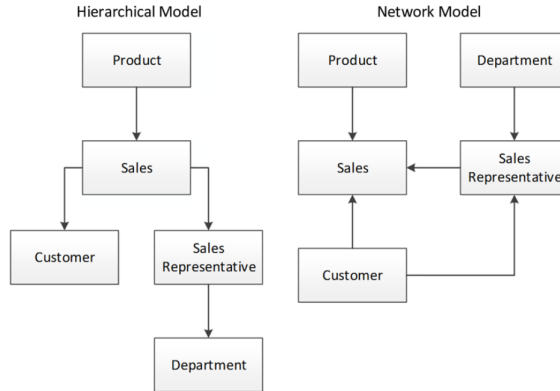 Hierarchical Model
Product
Sales
Customer
Sales
Representative
Department
Network Model
Product
Department
Sales
Sales
Representative
Customer